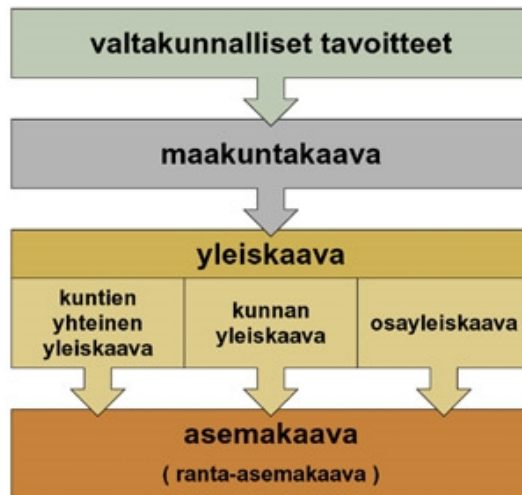 valtakunnalliset tavoitteet
maakuntakaava
yleiskaava
kuntien
yhteinen
yleiskaava
kunnan
yleiskaava
osayleiskaava
asemakaava
( ranta-asemakaava )